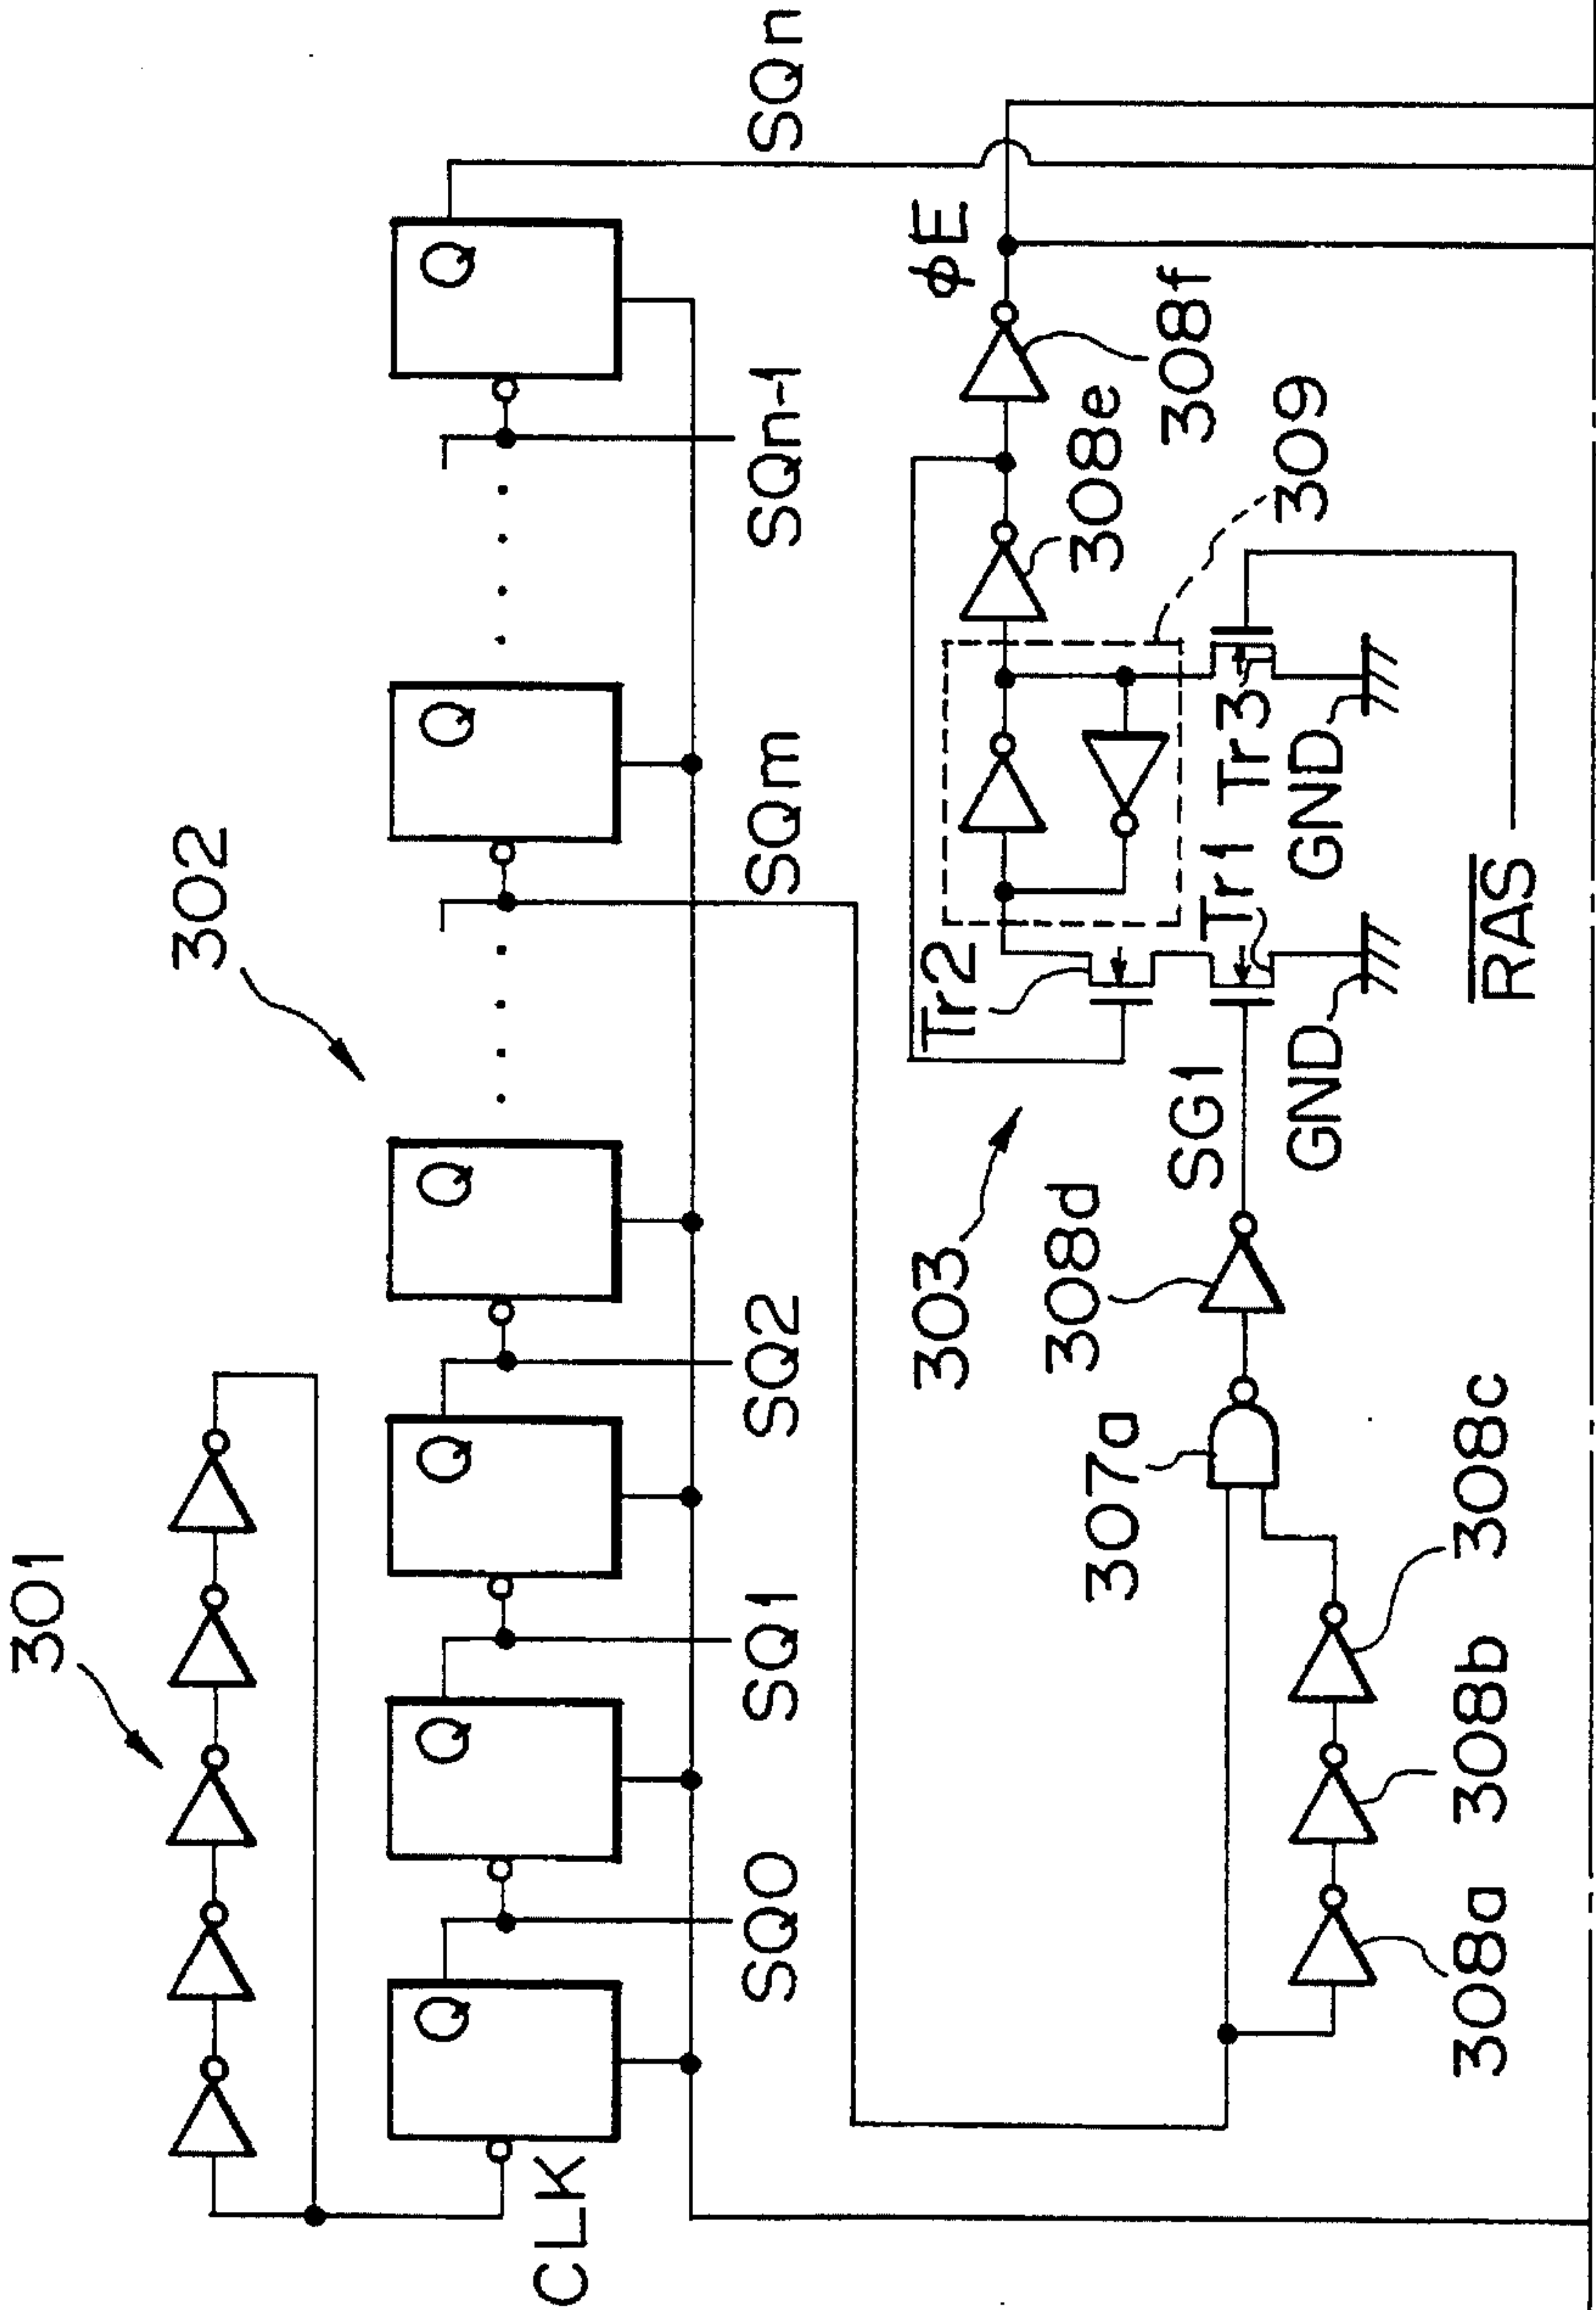 301
302
Q
Q
Q
Q
Q
Q
CLK
SQ0
SQ1
SQ2
SQm
SQn-1
SQn
303
Tr2
φE
308d
308e
307a
SG1
Tr1
Tr3
308f
GND
GND
309
308a
308b
308c
RAS